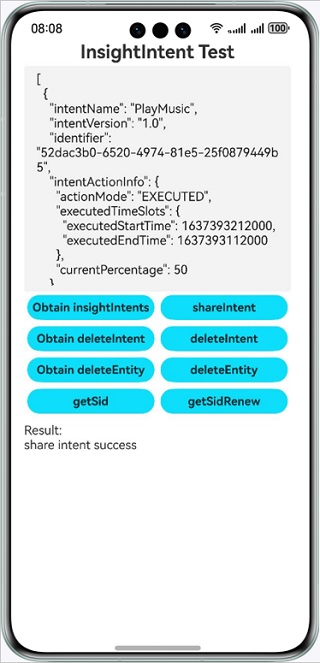 08:08
100
InsightIntent Test
[
{
"intentName": "PlayMusic",
"intentVersion": "1.0",
"identifier":
"52dac3b0-6520-4974-81e5-25f0879449b
5",
"intentActionInfo": {
"actionMode": "EXECUTED",
"executedTimeSlots": {
"executedStartTime": 1637393212000,
"executedEndTime": 1637393112000
},
"currentPercentage": 50
}
Obtain insightIntents
shareIntent
Obtain deleteIntent
deleteIntent
Obtain deleteEntity
deleteEntity
getSid
getSidRenew
Result:
share intent success